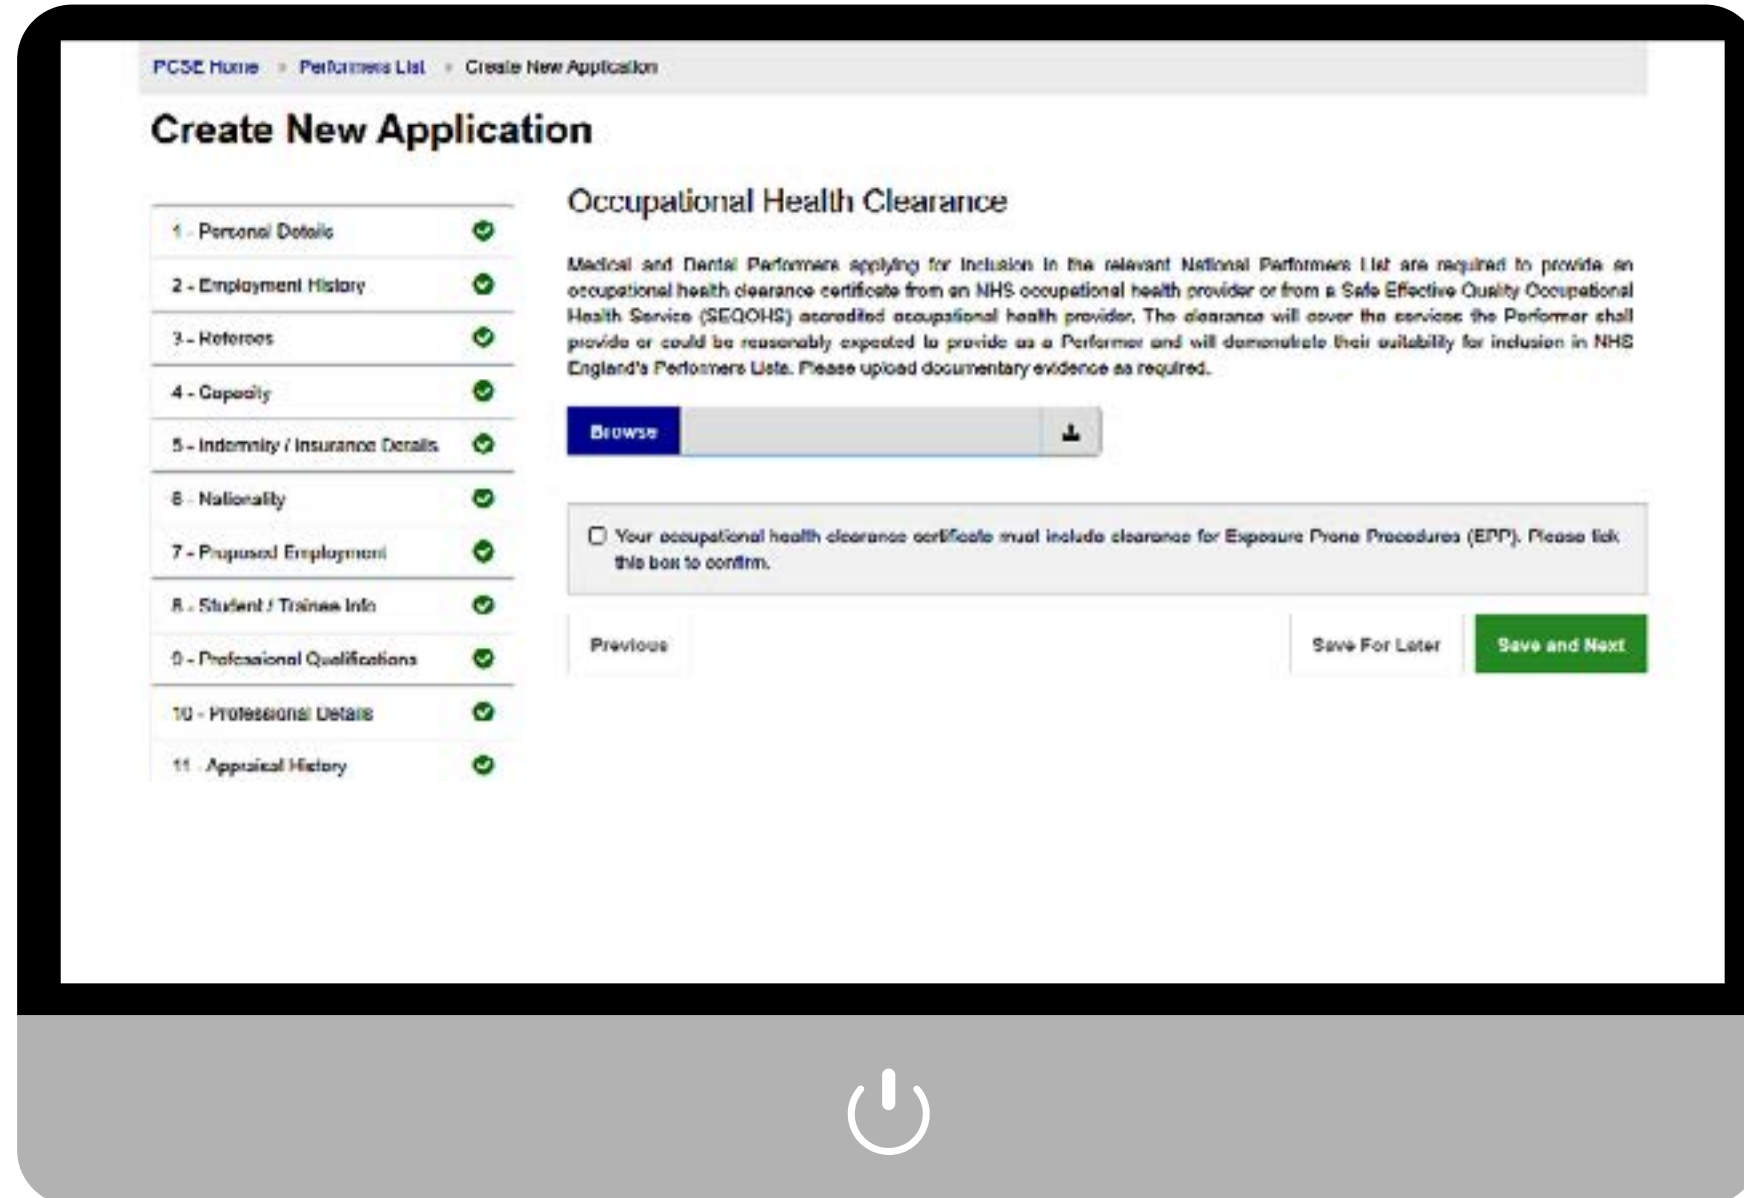 PCSE Home » Performers List » Create New Application
Create New Application
1 - Personal Details
2 - Employment History
3 - Referees
4 - Capacity
5 - Indemnity / Insurance Details
6 - Nationality
7 - Proposed Employment
8 - Student / Trainee Info
9 - Professional Qualifications
10 - Professional Details
11 - Appraisal History
Occupational Health Clearance
Medical and Dental Performers applying for Inclusion in the relevant National Performers List are required to provide an
occupational health clearance certificate from an NHS occupational health provider or from a Safe Effective Quality Occupational
Health Service (SEQOHS) accredited occupational health provider. The clearance will cover the services the Performer shall
provide or could be reasonably expected to provide as a Performer and will demonstrate their suitability for inclusion in NHS
England's Performers Lists. Please upload documentary evidence as required.
Browse
Your occupational health clearance certificate must include clearance for Exposure Prone Procedures (EPP). Please tick
this box to confirm.
Previous
Save For Later
Save and Next